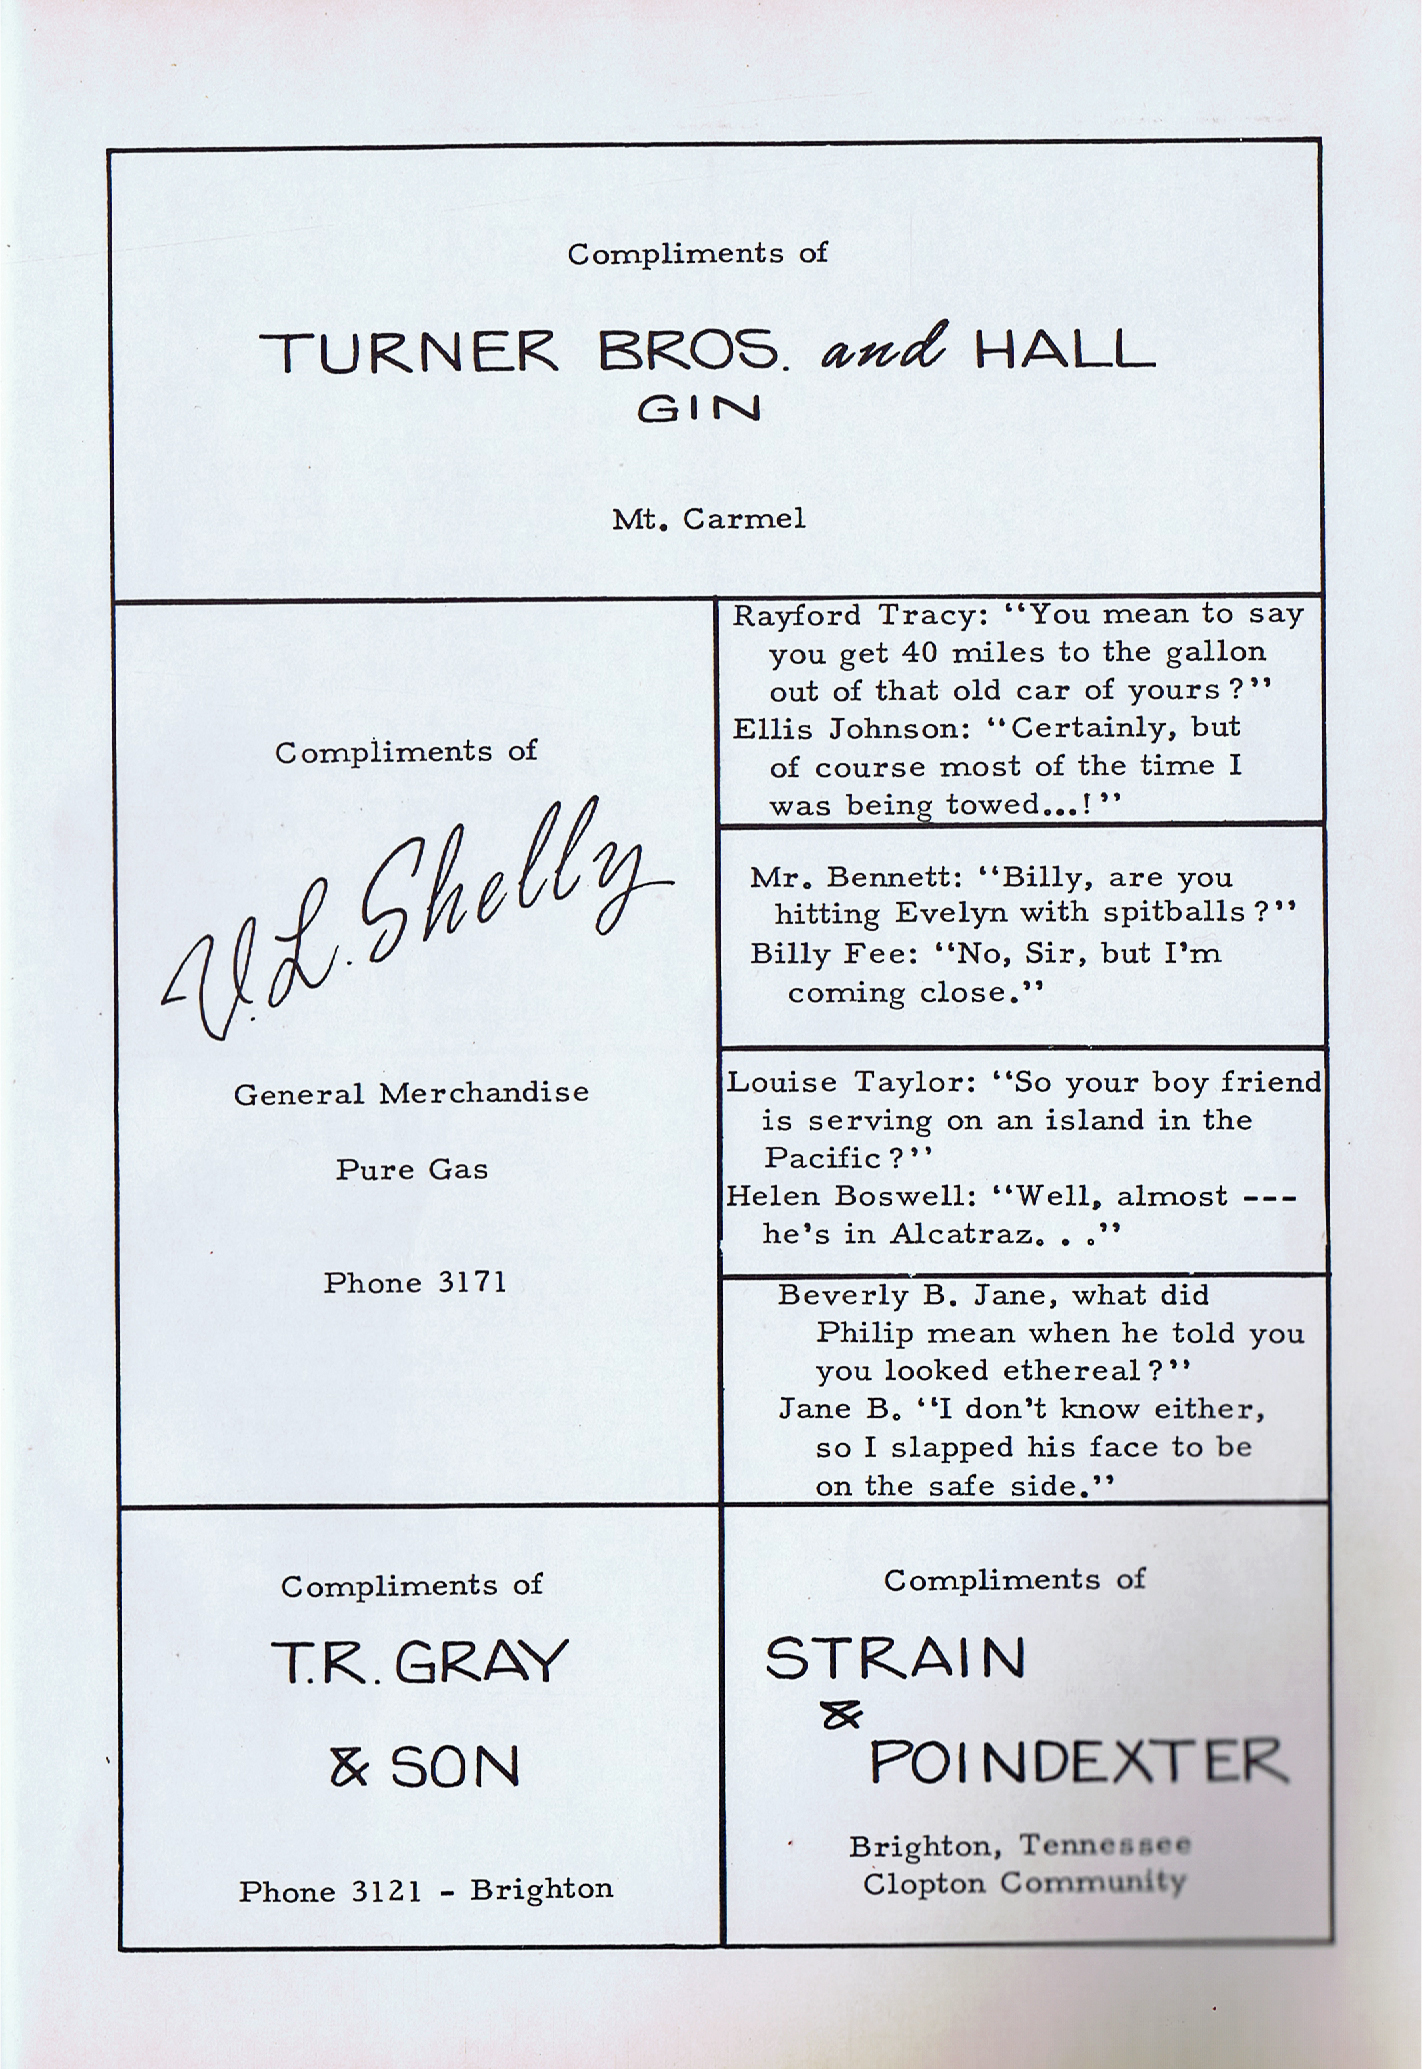 Compliments of
TURNER BROS. and HALL
GIN
Mt. Carmel
Compliments of
V.L. Shelly
General Merchandise
Pure Gas
Phone 3171
Rayford Tracy: “You mean to say
you get 40 miles to the gallon
out of that old car of yours?”
Ellis Johnson: “Certainly, but
of course most of the time I
was being towed...!”
Mr. Bennett: “Billy, are you
hitting Evelyn with spitballs?”
Billy Fee: “No, Sir, but I’m
coming close.”
Louise Taylor: “So your boy friend
is serving on an island in the
Pacific?”
Helen Boswell: “Well, almost ---
he’s in Alcatraz. . .”
Beverly B. Jane, what did
Philip mean when he told you
you looked ethereal?”
Jane B. “I don’t know either,
so I slapped his face to be
on the safe side.”
Compliments of
T.R. GRAY
& SON
Phone 3121 - Brighton
Compliments of
STRAIN
&
POINDEXTER
Brighton, Tennessee
Clopton Community